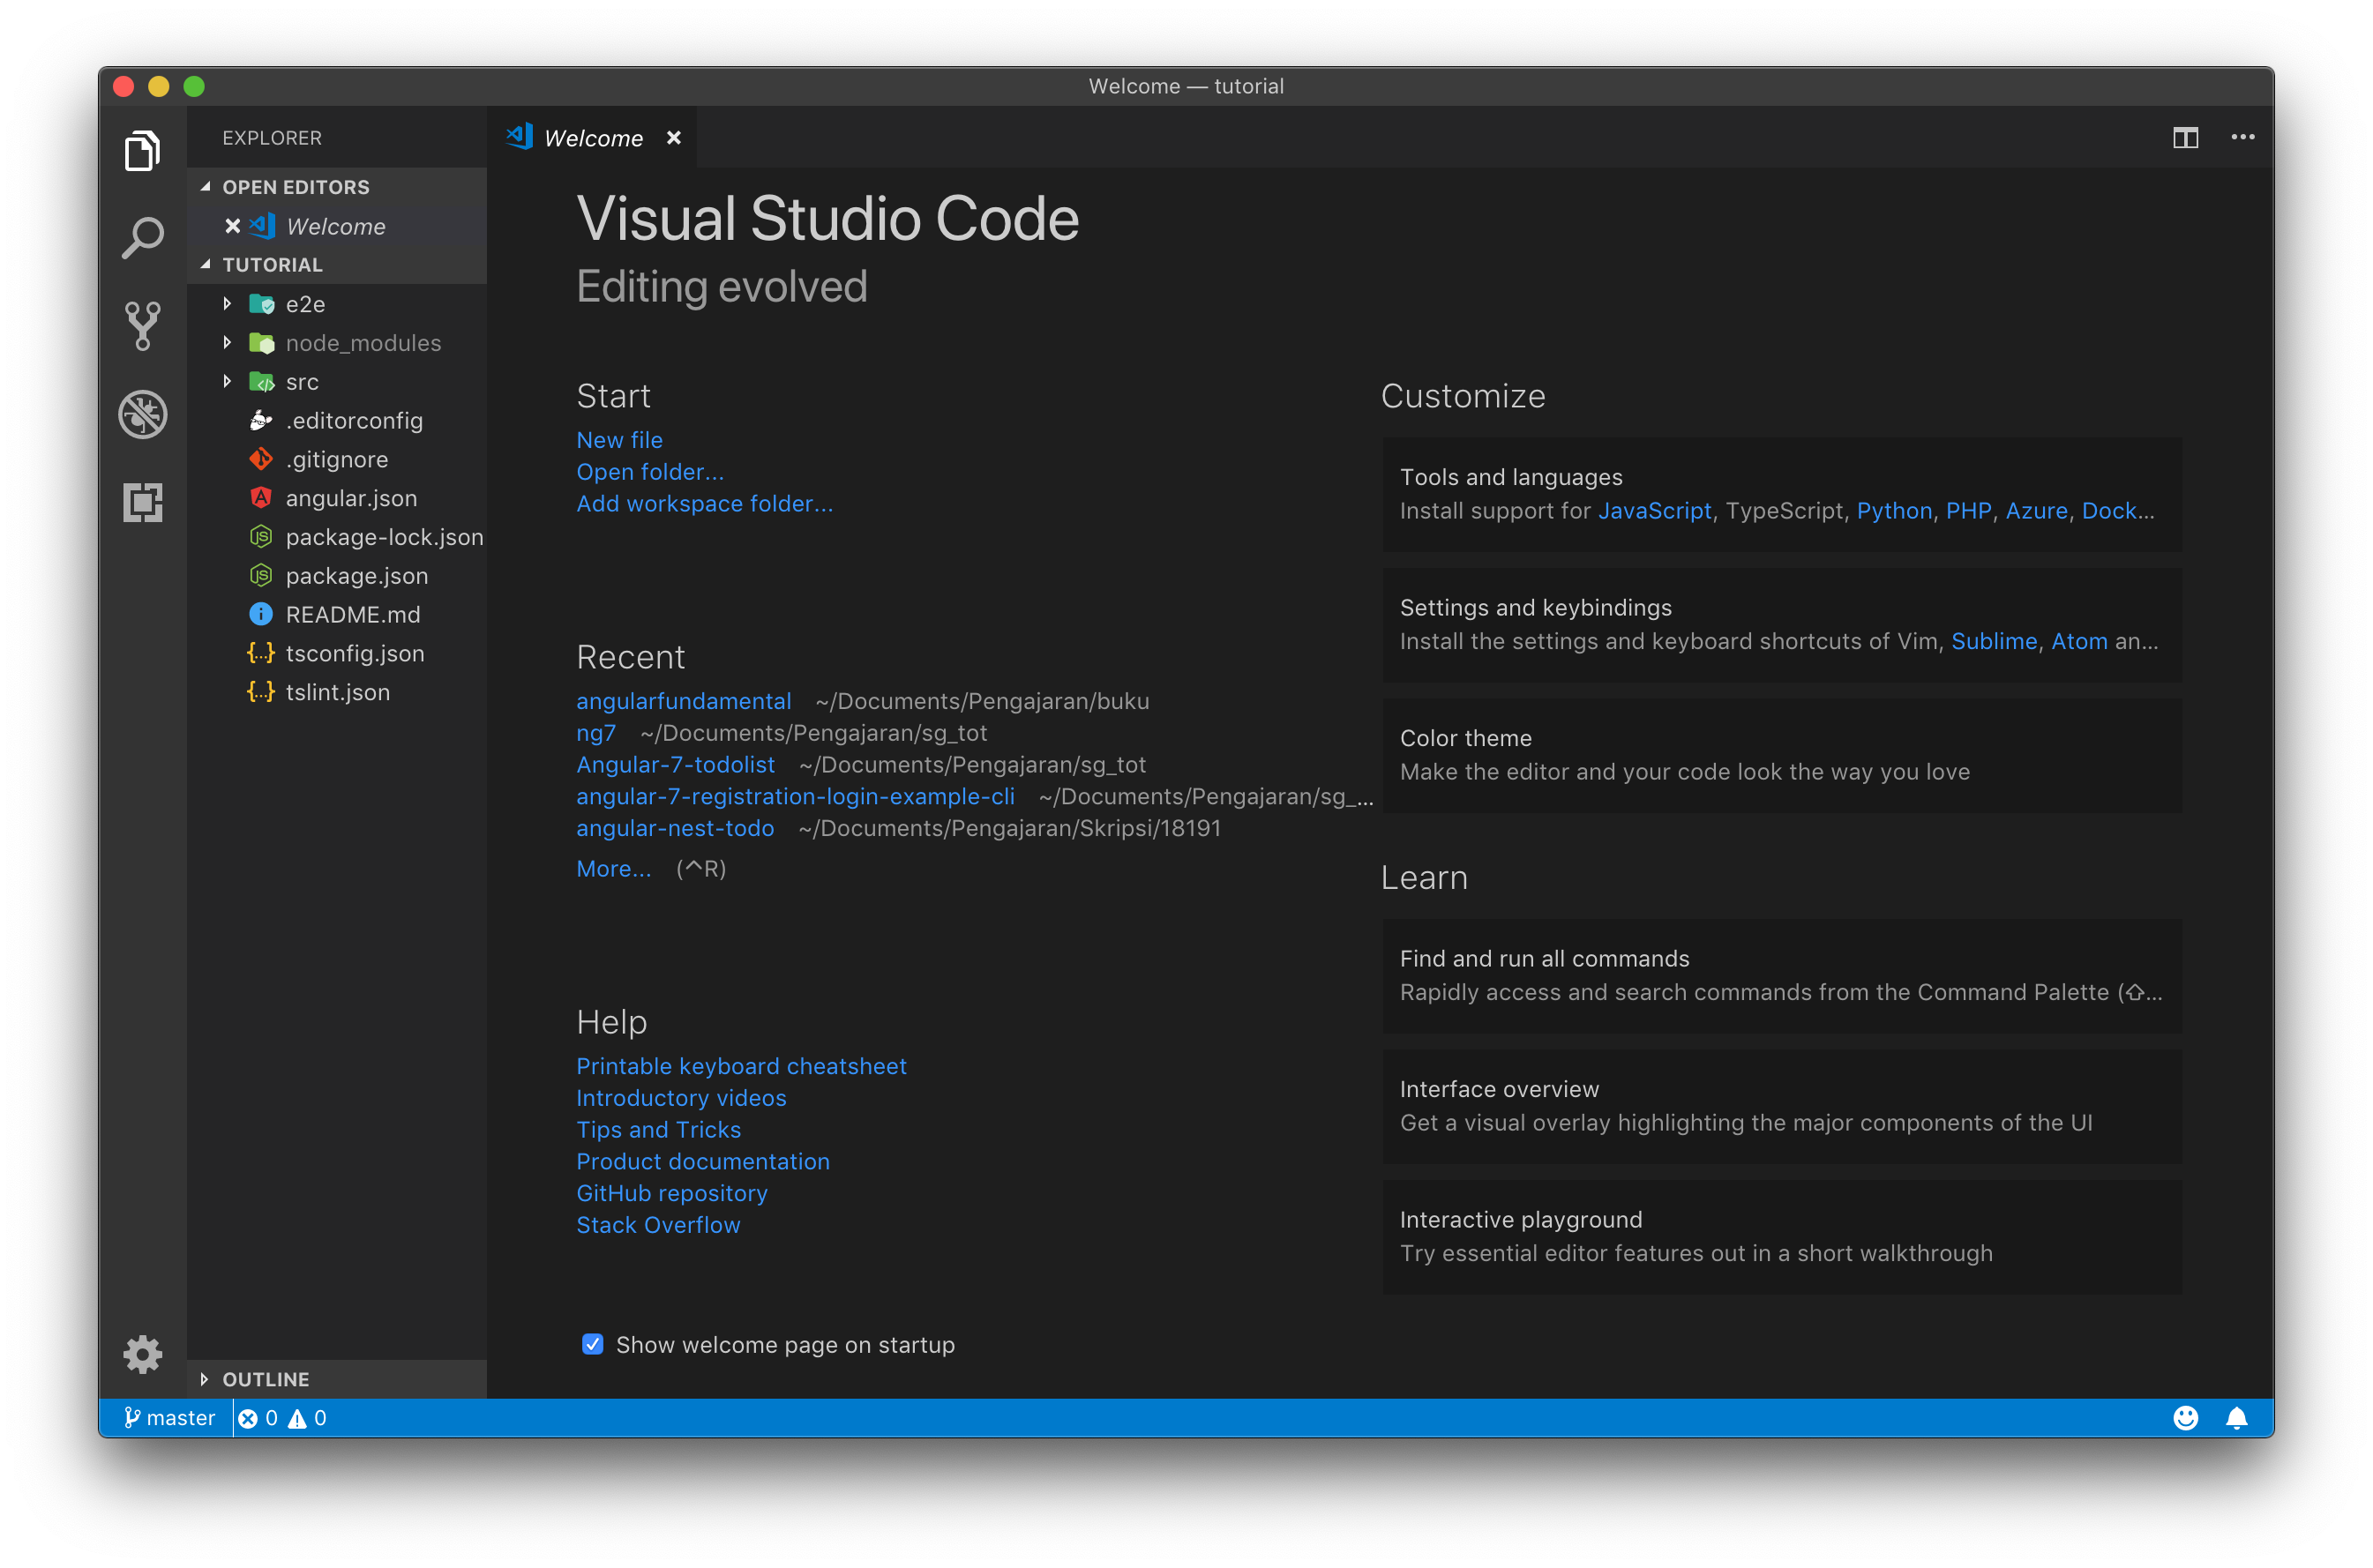 Welcome — tutorial
EXPLORER
OPEN EDITORS
Welcome
TUTORIAL
e2e
node_modules
src
.editorconfig
.gitignore
angular.json
package-lock.json
package.json
README.md
tsconfig.json
tslint.json
OUTLINE
Welcome
Visual Studio Code
Editing evolved
Start
New file
Open folder...
Add workspace folder...
Recent
angularfundamental ~/Documents/Pengajaran/buku
ng7 ~/Documents/Pengajaran/sg_tot
Angular-7-todolist ~/Documents/Pengajaran/sg_tot
angular-7-registration-login-example-cli ~/Documents/Pengajaran/sg_...
angular-nest-todo ~/Documents/Pengajaran/Skripsi/18191
More... (^R)
Help
Printable keyboard cheatsheet
Introductory videos
Tips and Tricks
Product documentation
GitHub repository
Stack Overflow
Show welcome page on startup
Customize
Tools and languages
Install support for JavaScript, TypeScript, Python, PHP, Azure, Dock...
Settings and keybindings
Install the settings and keyboard shortcuts of Vim, Sublime, Atom an...
Color theme
Make the editor and your code look the way you love
Learn
Find and run all commands
Rapidly access and search commands from the Command Palette (⇧...
Interface overview
Get a visual overlay highlighting the major components of the UI
Interactive playground
Try essential editor features out in a short walkthrough
master 0 0